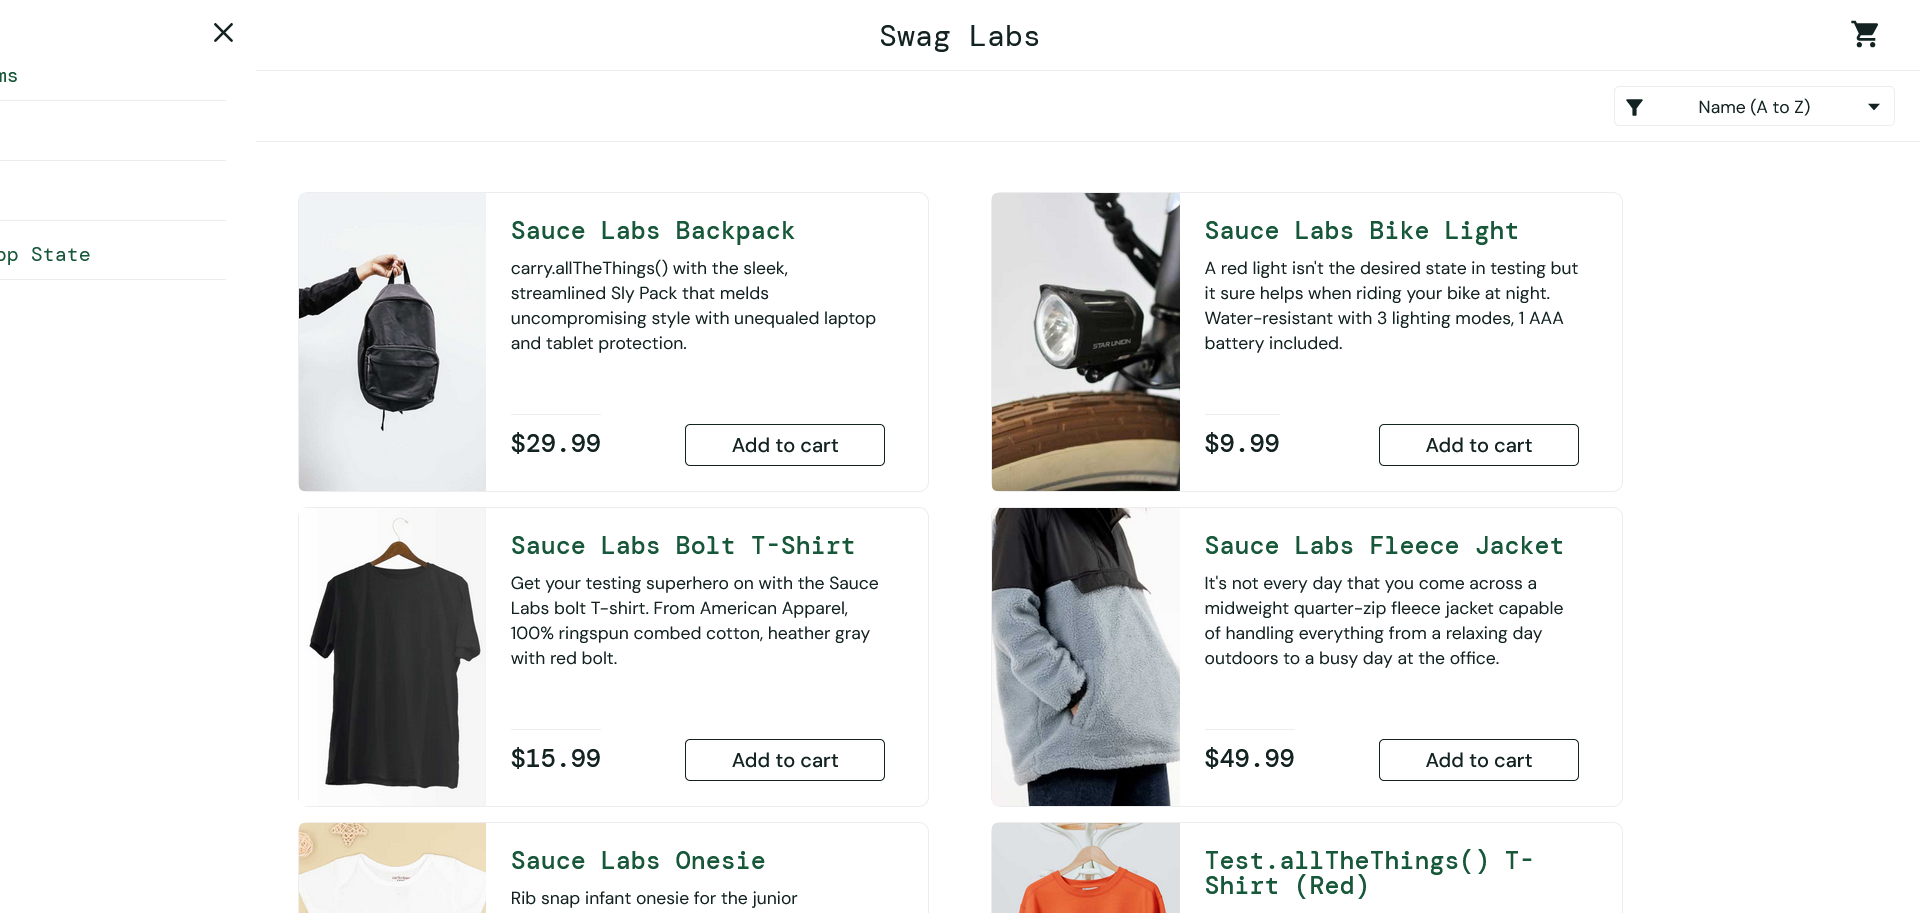 Swag Labs
ms
pp State
Name (A to Z)
Sauce Labs Backpack
carry.allTheThings() with the sleek,
streamlined Sly Pack that melds
uncompromising style with unequaled laptop
and tablet protection.
$29.99
Add to cart
Sauce Labs Bike Light
A red light isn't the desired state in testing but
it sure helps when riding your bike at night.
Water-resistant with 3 lighting modes, 1 AAA
battery included.
STAR UNION
$9.99
Add to cart
Sauce Labs Bolt T-Shirt
Get your testing superhero on with the Sauce
Labs bolt T-shirt. From American Apparel,
100% ringspun combed cotton, heather gray
with red bolt.
$15.99
Add to cart
Sauce Labs Fleece Jacket
It's not every day that you come across a
midweight quarter-zip fleece jacket capable
of handling everything from a relaxing day
outdoors to a busy day at the office.
$49.99
Add to cart
Sauce Labs Onesie
Rib snap infant onesie for the junior
Test.allTheThings() T-
Shirt (Red)